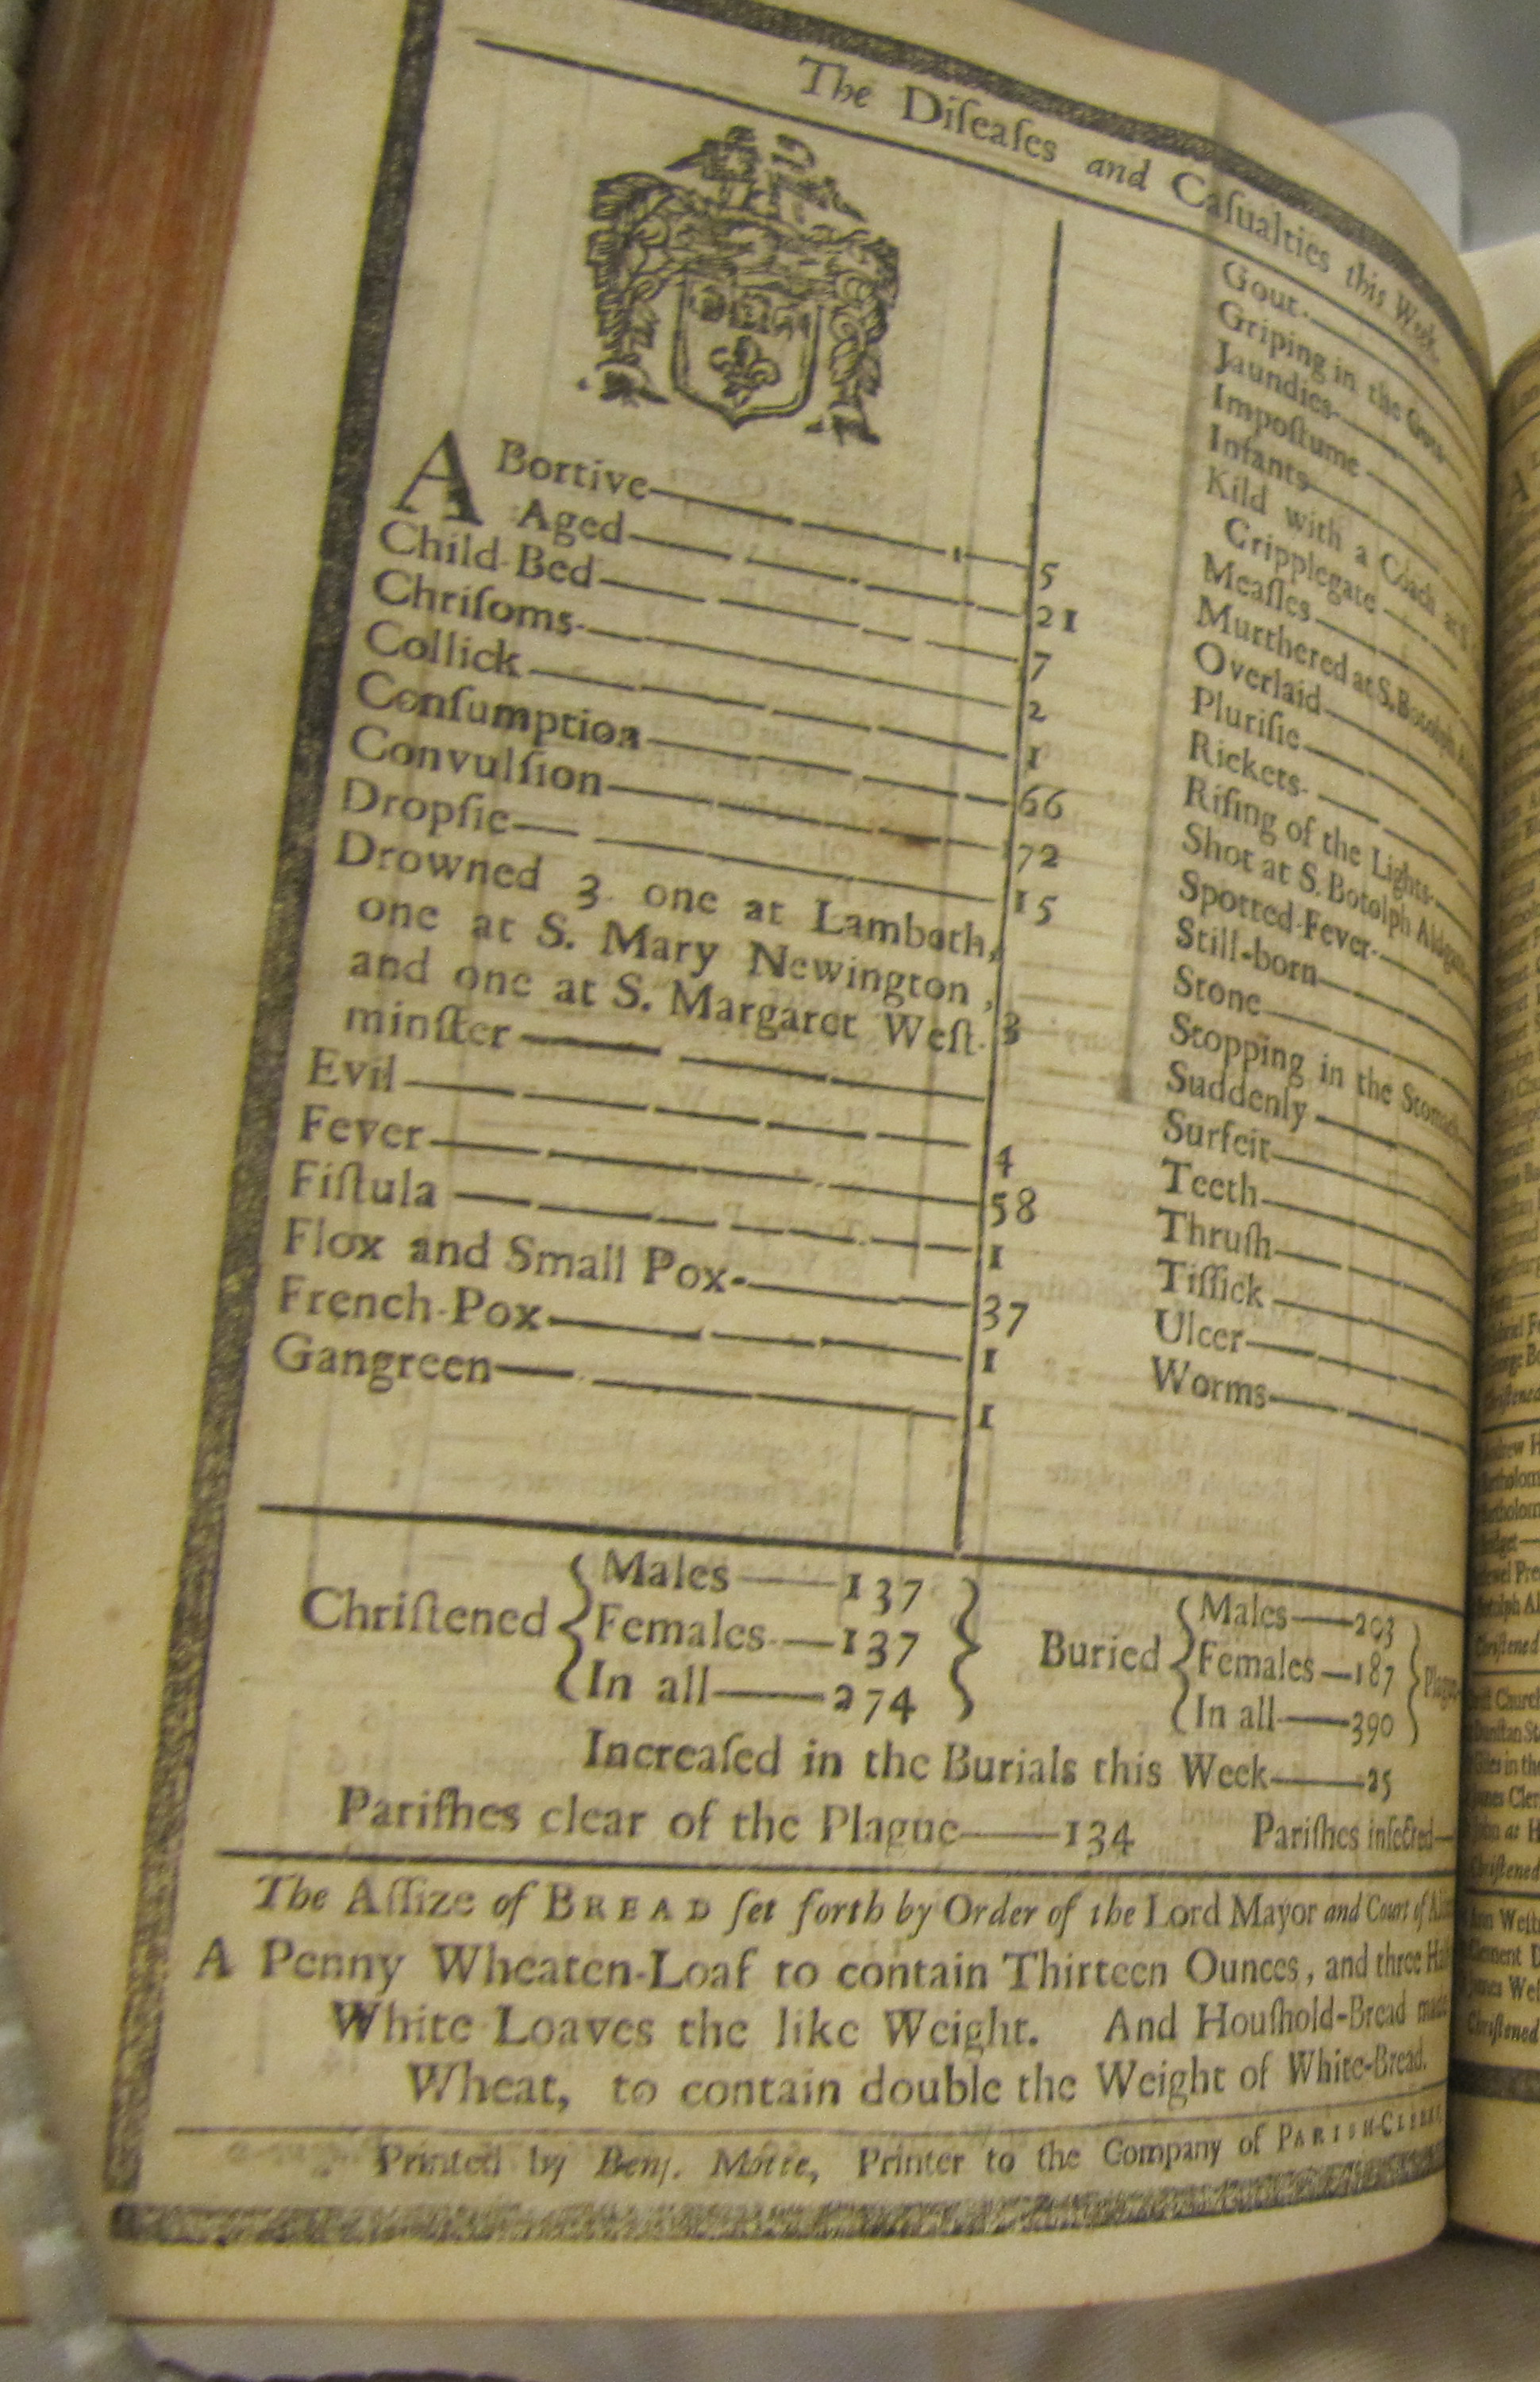 The Diſeaſes and Caſualties this Week.
ABortive 5
Aged 21
Child-Bed 7
Chriſoms 2
Collick 1
Conſumption 66
Convulſion 72
Dropſie 15
Drowned 3 one at Lambeth,
one at S. Mary Newington,
and one at S. Margaret Weſt- 3
minſter
Evil 4
Fever 58
Fiſtula 1
Flox and Small Pox 37
French-Pox 1
Gangreen 1
Gout
Griping in the Guts
Jaundies
Impoſtume
Infants
Kild with a Coach at S.
Cripplegate
Meaſles
Murthered at S. Botolph
Overlaid
Pluriſie
Rickets
Riſing of the Lights
Shot at S. Botolph Aldgate
Spotted-Fever
Still-born
Stone
Stopping in the Stomach
Suddenly
Surfeit
Teeth
Thruſh
Tiſſick
Ulcer
Worms
Chriſtened
Males 137
Females 137
In all 274
Buried
Males 203
Females 187
In all 390
Increaſed in the Burials this Week 25
Pariſhes clear of the Plague 134 Pariſhes infected
The Aſſize of BREAD ſet forth by Order of the Lord Mayor and Court of
A Penny Wheaten-Loaf to contain Thirteen Ounces, and three
White Loaves the like Weight. And Houſhold-Bread made
Wheat, to contain double the Weight of White-Bread.
Printed by Benj. Motte, Printer to the Company of PARISH-CLERKS.